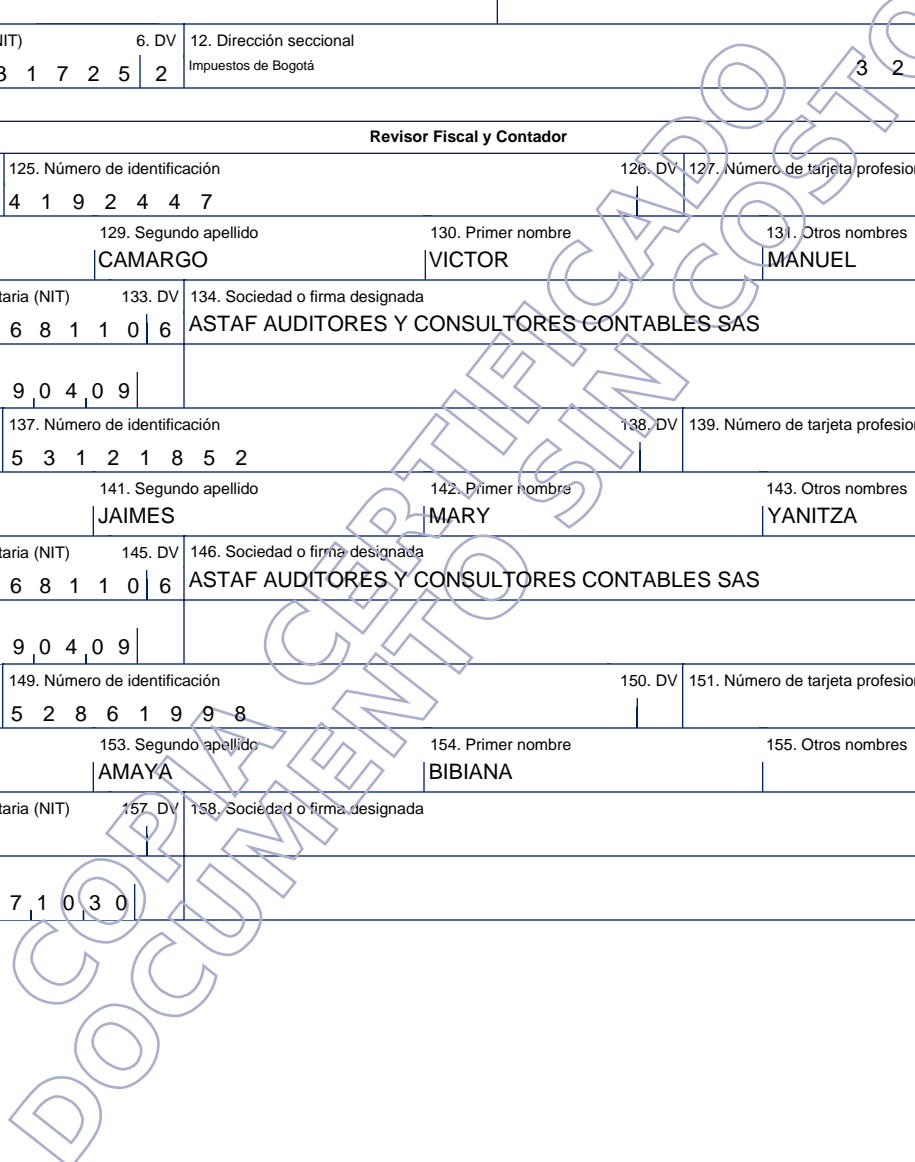 NIT) 6. DV 12. Dirección seccional
8 1 7 2 5 2 Impuestos de Bogotá 3 2
Revisor Fiscal y Contador
125. Número de identificación 126. DV 127. Número de tarjeta profesion
4 1 9 2 4 4 7
129. Segundo apellido 130. Primer nombre 131. Otros nombres
CAMARGO VICTOR MANUEL
taria (NIT) 133. DV 134. Sociedad o firma designada
6 8 1 1 0 6 ASTAF AUDITORES Y CONSULTORES CONTABLES SAS
9 0 4 0 9
137. Número de identificación 138. DV 139. Número de tarjeta profesion
5 3 1 2 1 8 5 2
141. Segundo apellido 142. Primer nombre 143. Otros nombres
JAIMES MARY YANITZA
taria (NIT) 145. DV 146. Sociedad o firma designada
6 8 1 1 0 6 ASTAF AUDITORES Y CONSULTORES CONTABLES SAS
9 0 4 0 9
149. Número de identificación 150. DV 151. Número de tarjeta profesion
5 2 8 6 1 9 9 8
153. Segundo apellido 154. Primer nombre 155. Otros nombres
AMAYA BIBIANA
taria (NIT) 157. DV 158. Sociedad o firma designada
7 1 0 3 0
COPIA CERTIFICADO
DOCUMENTO SIN COSTO